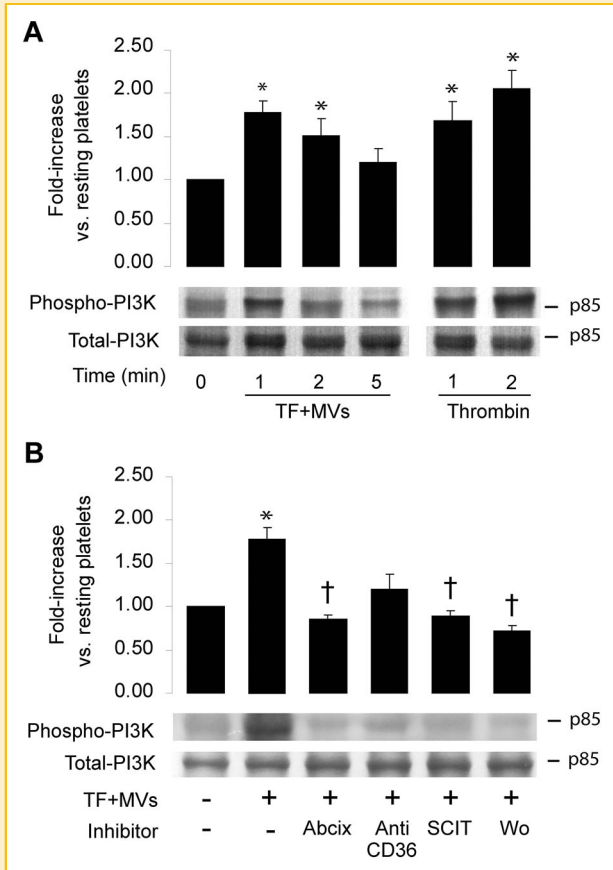 A
Fold-increase
vs. resting platelets
2.50
2.00
1.50
1.00
0.50
0.00
* * * *
Phospho-PI3K – p85
Total-PI3K – p85
Time (min) 0 1 2 5 1 2
TF+MVs Thrombin
B
Fold-increase
vs. resting platelets
2.50
2.00
1.50
1.00
0.50
0.00
* † † †
Phospho-PI3K – p85
Total-PI3K – p85
TF+MVs - + + + + +
Inhibitor - - Abcix Anti SCIT Wo
CD36